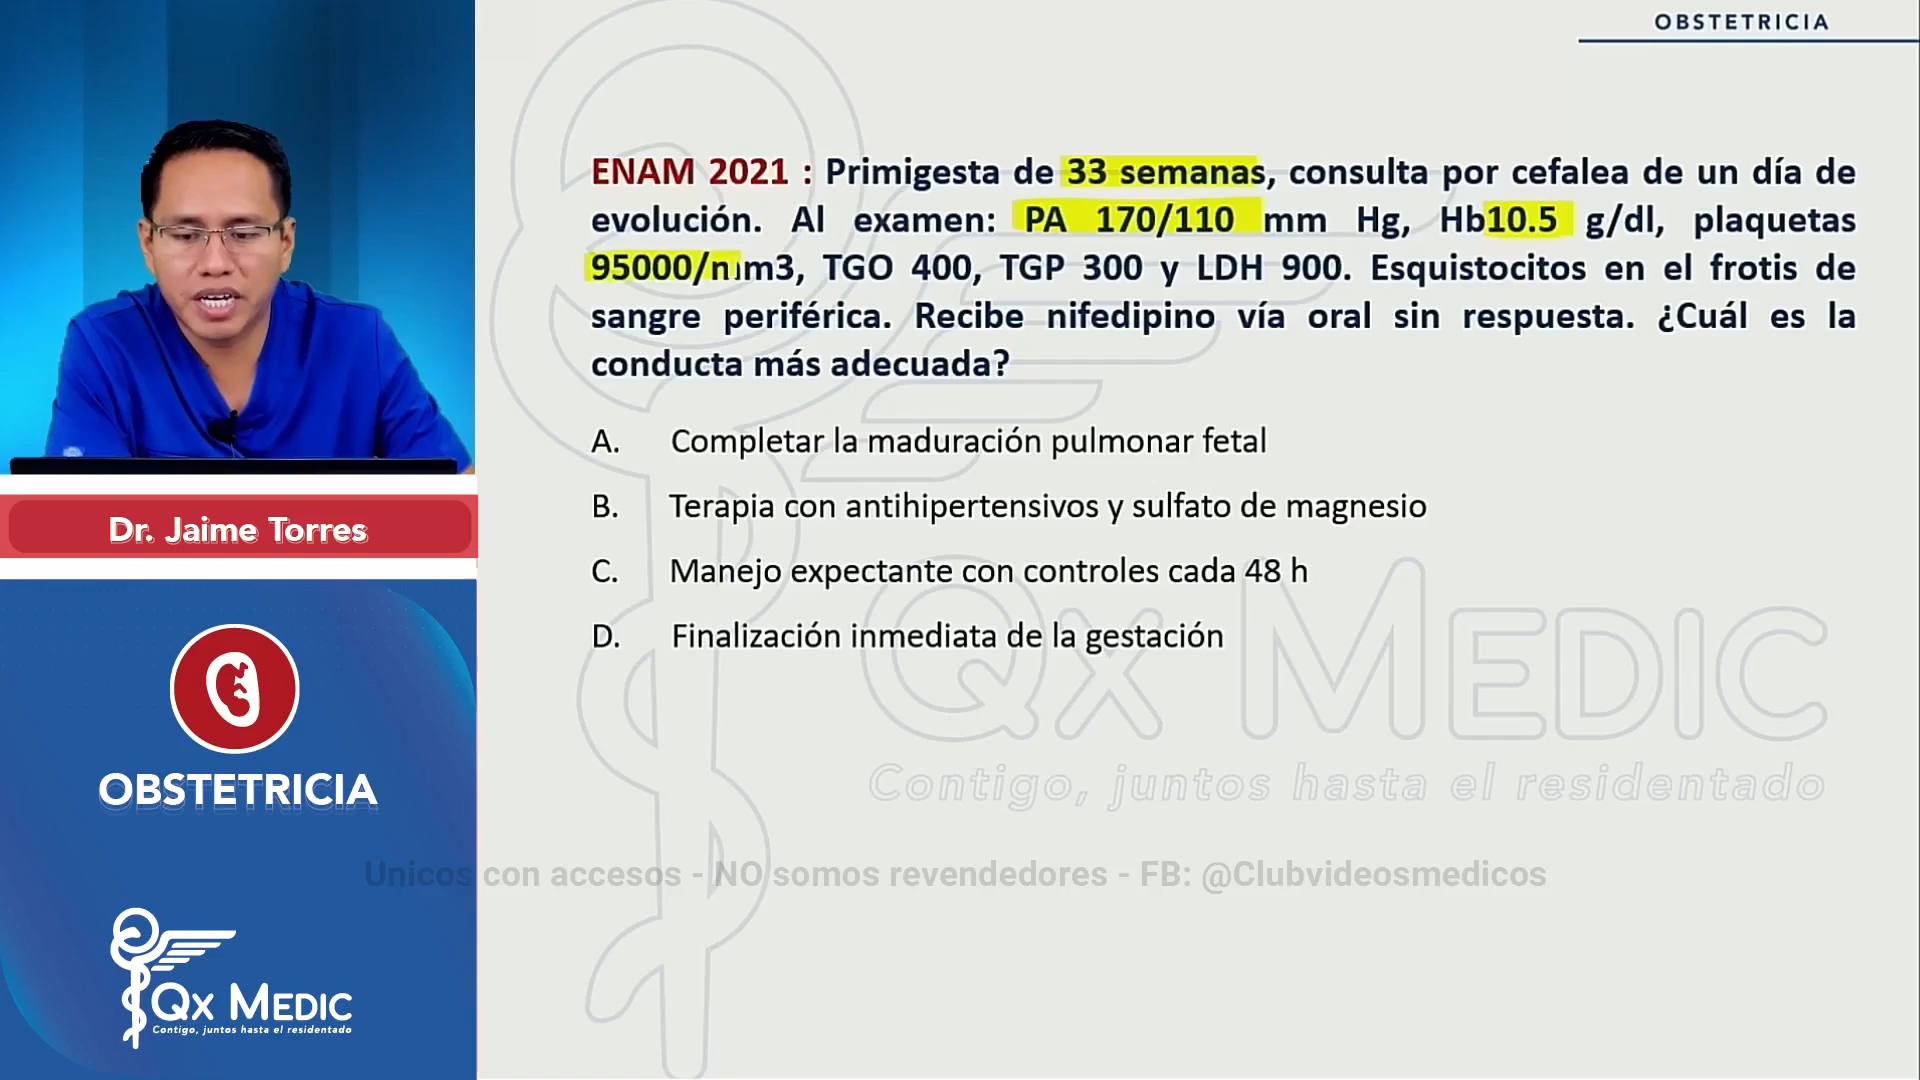 OBSTETRICIA
ENAM 2021 : Primigesta de 33 semanas, consulta por cefalea de un día de
evolución. Al examen: PA 170/110 mm Hg, Hb10.5 g/dl, plaquetas
95000/mm3, TGO 400, TGP 300 y LDH 900. Esquistocitos en el frotis de
sangre periférica. Recibe nifedipino vía oral sin respuesta. ¿Cuál es la
conducta más adecuada?
A. Completar la maduración pulmonar fetal
B. Terapia con antihipertensivos y sulfato de magnesio
C. Manejo expectante con controles cada 48 h
D. Finalización inmediata de la gestación
Dr. Jaime Torres
OBSTETRICIA
QX MEDIC
Contigo, juntos hasta el residentado
Unicos con accesos - NO somos revendedores - FB: @Clubvideosmedicos
QX MEDIC
Contigo, juntos hasta el residentado